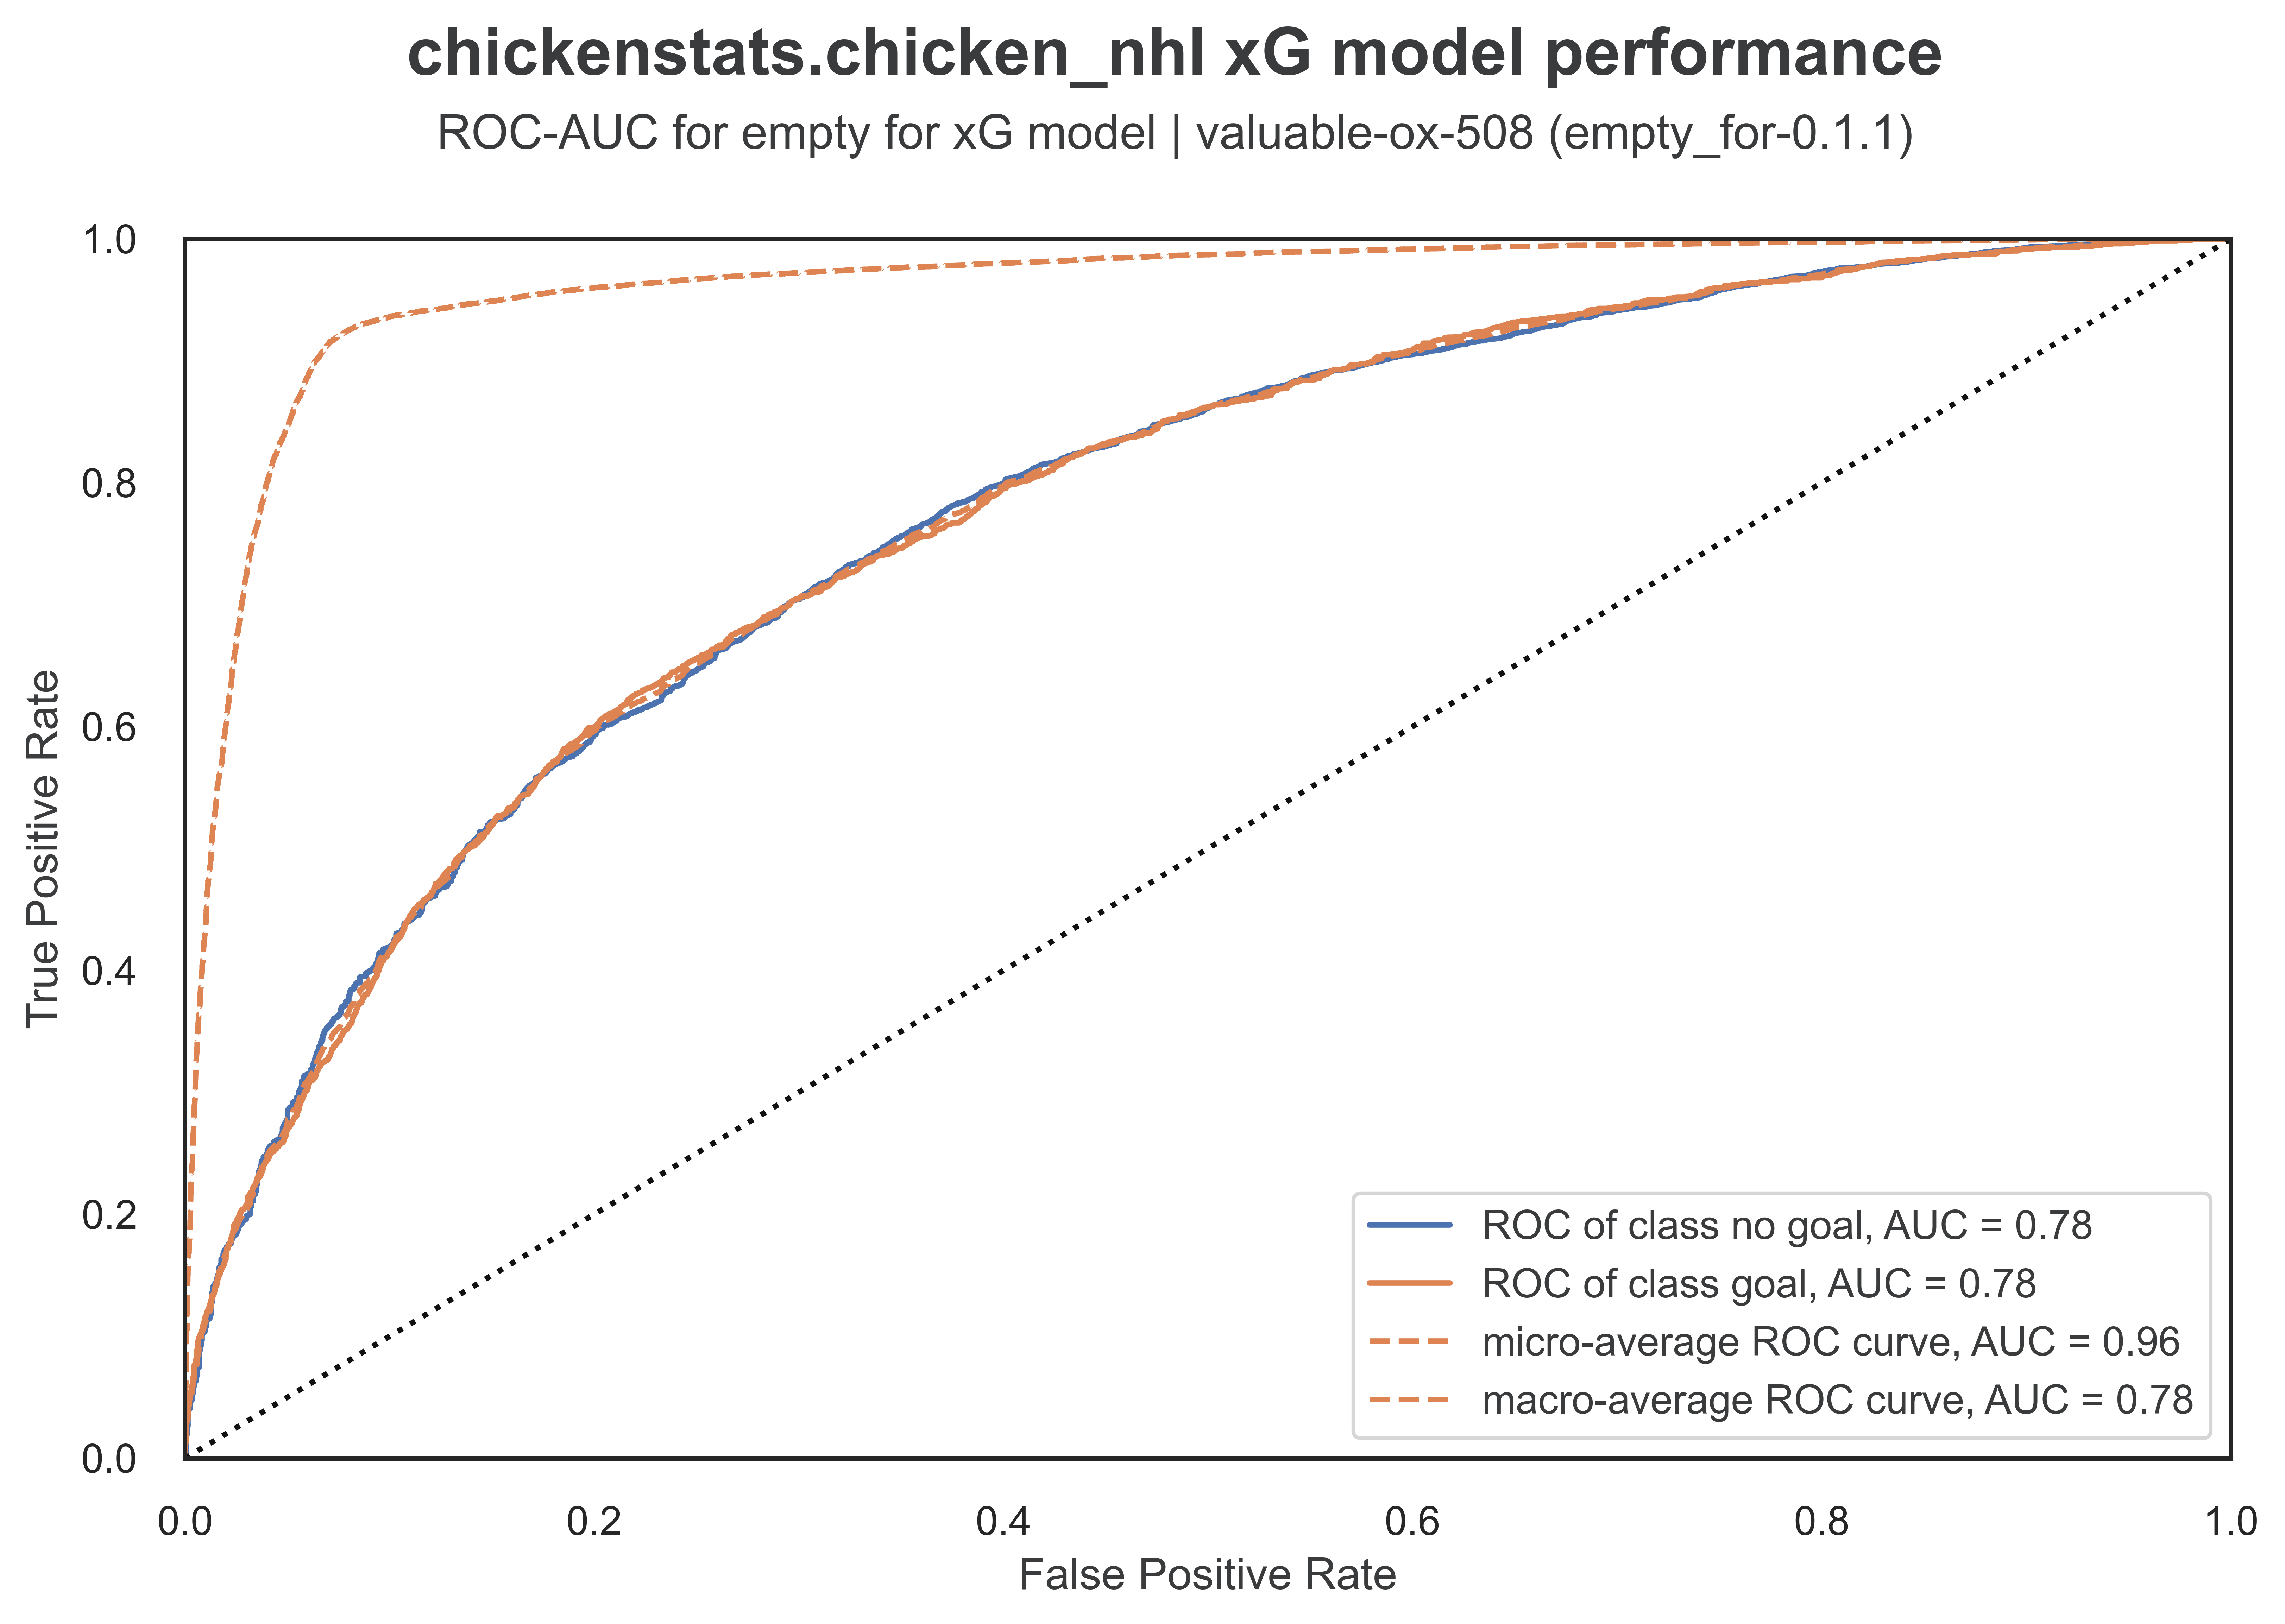 chickenstats.chicken_nhl xG model performance
ROC-AUC for empty for xG model | valuable-ox-508 (empty_for-0.1.1)
1.0
0.8
0.6
0.4
0.2
0.0
True Positive Rate
ROC of class no goal, AUC = 0.78
ROC of class goal, AUC = 0.78
micro-average ROC curve, AUC = 0.96
macro-average ROC curve, AUC = 0.78
0.0 0.2 0.4 0.6 0.8 1.0
False Positive Rate